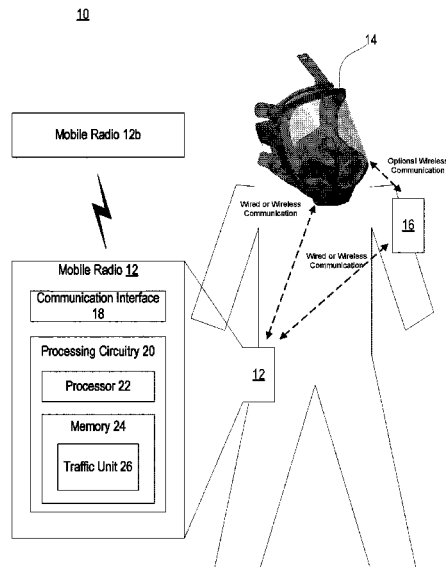 10
14
Mobile Radio 12b
Optional Wireless
Communication
Wired or Wireless
Communication
16
Wired or Wireless
Communication
Mobile Radio 12
Communication Interface
18
Processing Circuitry 20
Processor 22
Memory 24
Traffic Unit 26
12